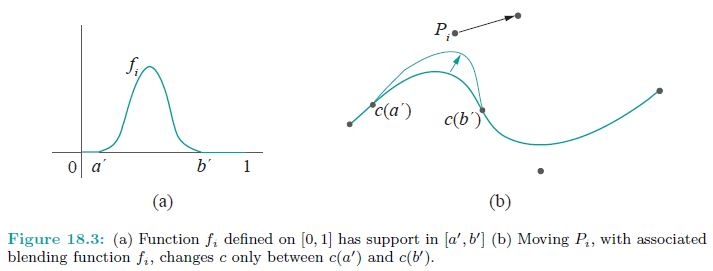 f_i
0 a′ b′ 1
(a)
P_i
c(a′)
c(b′)
(b)
Figure 18.3: (a) Function f_i defined on [0, 1] has support in [a′, b′] (b) Moving P_i, with associated
blending function f_i, changes c only between c(a′) and c(b′).